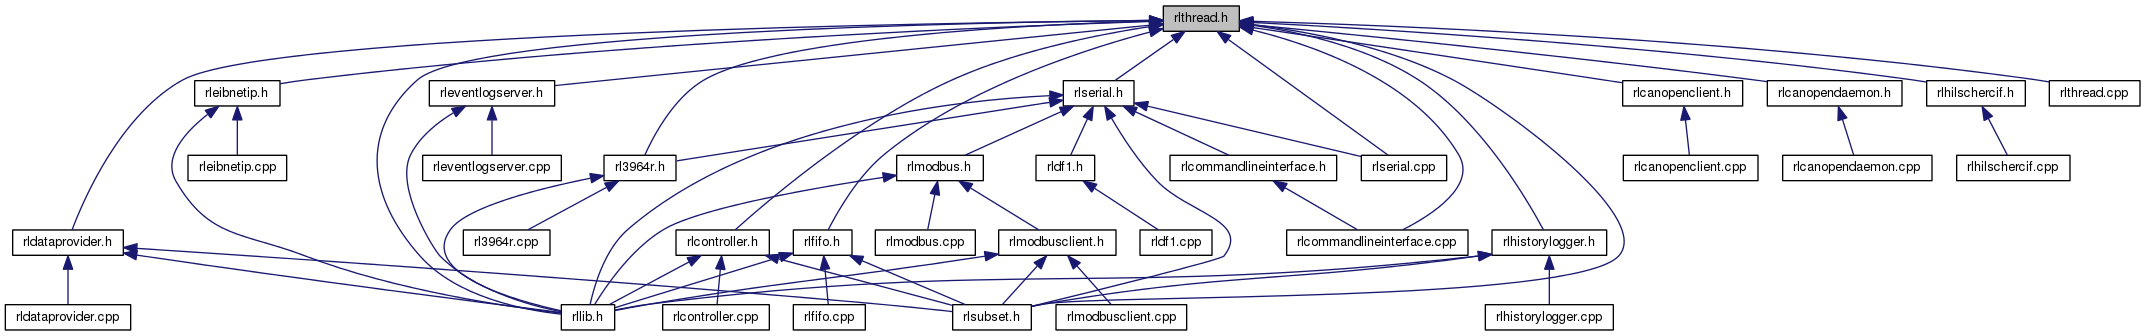 rlthread.h
rleibnetip.h
rleventlogserver.h
rlserial.h
rlcanopenclient.h
rlcanopendaemon.h
rlhilschercif.h
rlthread.cpp
rleibnetip.cpp
rleventlogserver.cpp
rl3964r.h
rlmodbus.h
rldf1.h
rlcommandlineinterface.h
rlserial.cpp
rlcanopenclient.cpp
rlcanopendaemon.cpp
rlhilschercif.cpp
rldataprovider.h
rl3964r.cpp
rlcontroller.h
rlfifo.h
rlmodbus.cpp
rlmodbusclient.h
rldf1.cpp
rlcommandlineinterface.cpp
rlhistorylogger.h
rldataprovider.cpp
rllib.h
rlcontroller.cpp
rlfifo.cpp
rlsubset.h
rlmodbusclient.cpp
rlhistorylogger.cpp